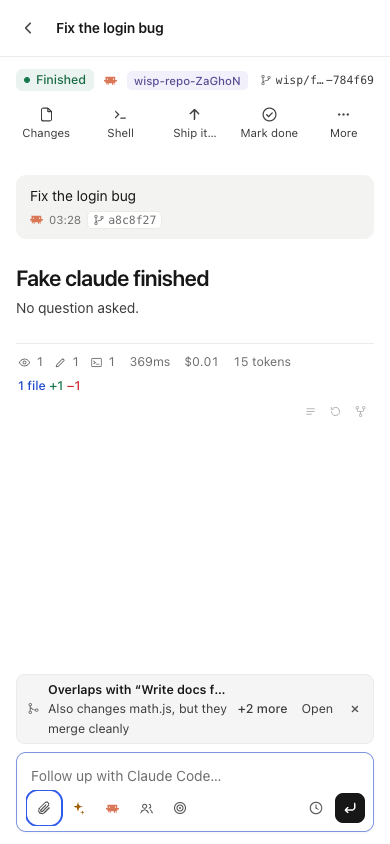 Fix the login bug
Finished wisp-repo-ZaGhoN wisp/f…–784f69
Changes Shell Ship it… Mark done More
Fix the login bug
03:28 a8c8f27
Fake claude finished
No question asked.
1 1 1 369ms $0.01 15 tokens
1 file +1 −1
Overlaps with “Write docs f…
Also changes math.js, but they +2 more Open ×
merge cleanly
Follow up with Claude Code…